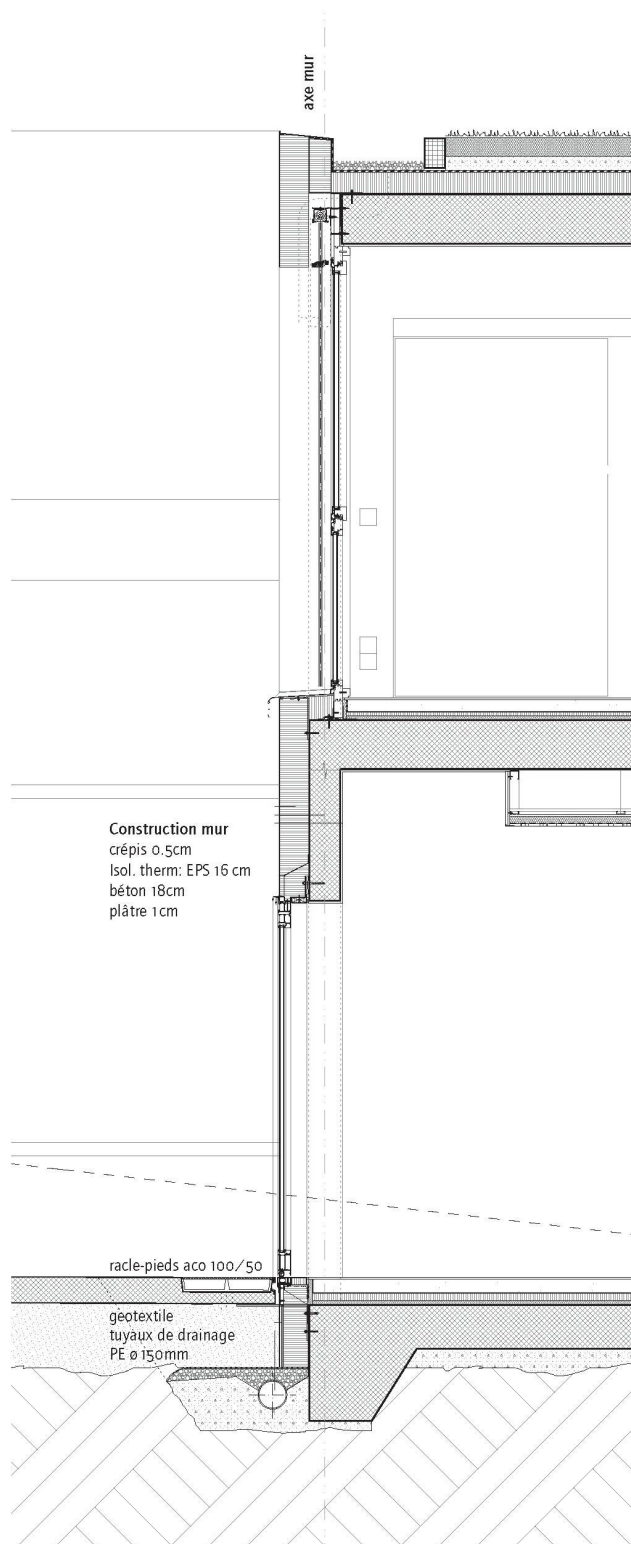 axe mur
Construction mur
crépis 0.5cm
Isol. therm: EPS 16 cm
béton 18cm
plâtre 1cm
racle-pieds aco 100/50
géotextile
tuyaux de drainage
PE ø 150mm